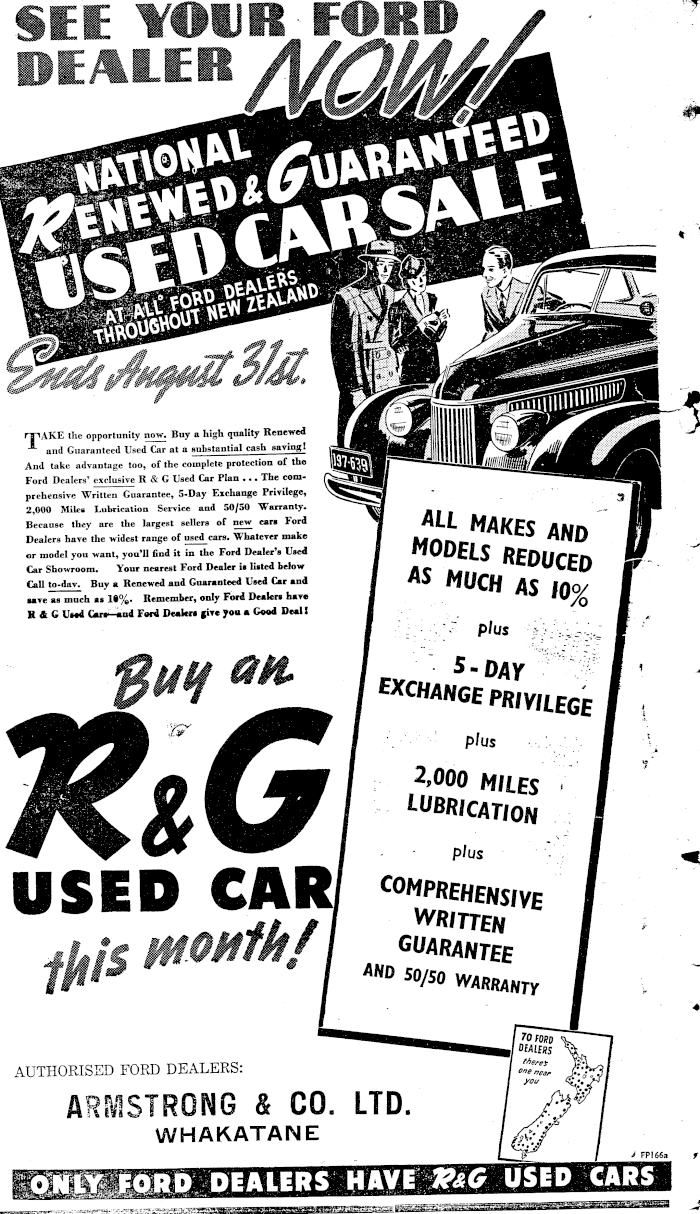 SEE YOUR FORD
DEALER NOW!
NATIONAL
RENEWED & GUARANTEED
USED CAR SALE
AT ALL FORD DEALERS
THROUGHOUT NEW ZEALAND
Ends August 31st.
TAKE the opportunity now. Buy a high quality Renewed
and Guaranteed Used Car at a substantial cash saving!
And take advantage too, of the complete protection of the
Ford Dealers' exclusive R & G Used Car Plan . . . The com-
prehensive Written Guarantee, 5-Day Exchange Privilege,
2,000 Miles Lubrication Service and 50/50 Warranty.
Because they are the largest sellers of new cars Ford
Dealers have the widest range of used cars. Whatever make
or model you want, you'll find it in the Ford Dealer's Used
Car Showroom. Your nearest Ford Dealer is listed below
Call to-day. Buy a Renewed and Guaranteed Used Car and
save as much as 10%. Remember, only Ford Dealers have
R & G Used Cars—and Ford Dealers give you a Good Deal!
197-639
ALL MAKES AND
MODELS REDUCED
AS MUCH AS 10%
plus
5-DAY
EXCHANGE PRIVILEGE
plus
2,000 MILES
LUBRICATION
plus
COMPREHENSIVE
WRITTEN
GUARANTEE
AND 50/50 WARRANTY
Buy an
R & G
USED CAR
this month!
70 FORD
DEALERS
there's
one near
you
AUTHORISED FORD DEALERS:
ARMSTRONG & CO. LTD.
WHAKATANE
FP166a
ONLY FORD DEALERS HAVE R&G USED CARS